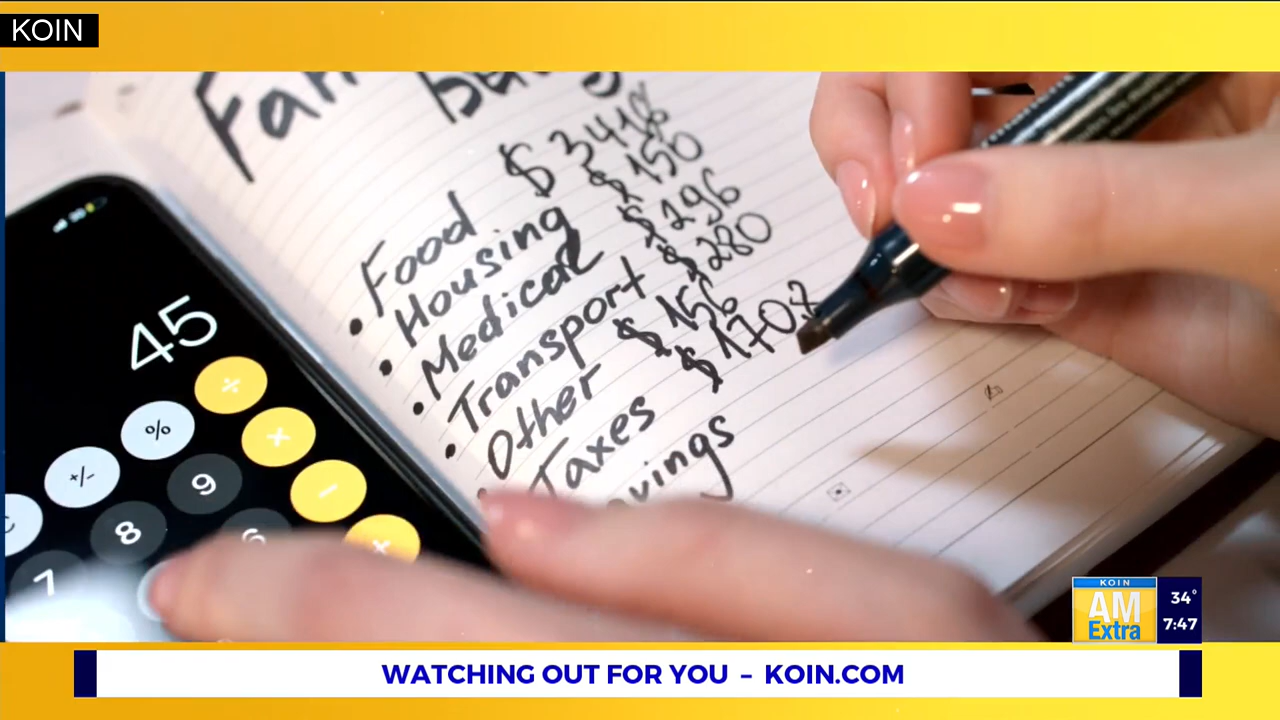 KOIN
Food $ 3418
Housing $ 150
Medical $ 296
Transport $ 280
Other $ 156
Taxes $ 1708
45
÷
% ×
+/- 9 −
8
7
KOIN
AM 34°
Extra 7:47
WATCHING OUT FOR YOU – KOIN.COM